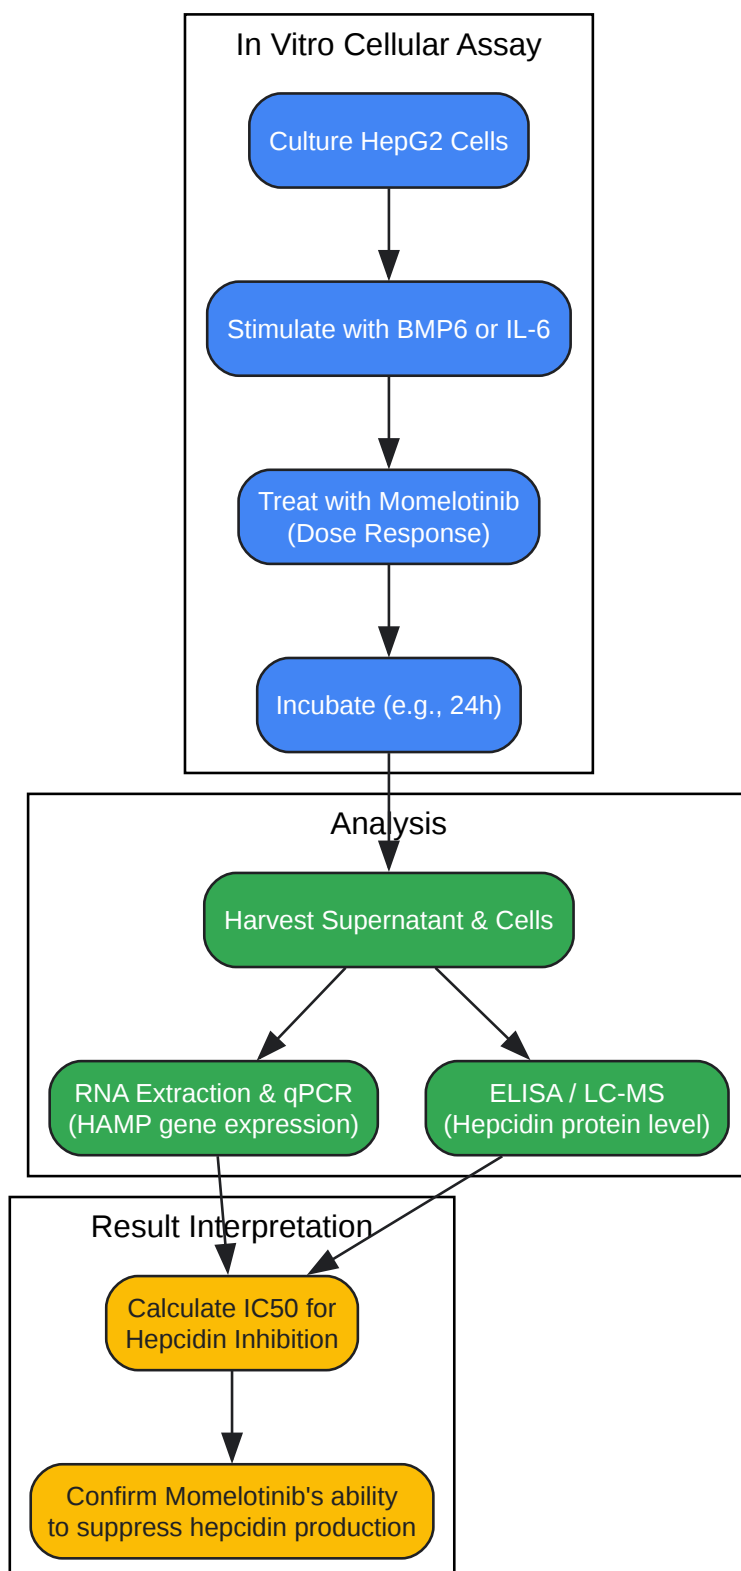 In Vitro Cellular Assay
Culture HepG2 Cells
Stimulate with BMP6 or IL-6
Treat with Momelotinib
(Dose Response)
Incubate (e.g., 24h)
Analysis
Harvest Supernatant & Cells
RNA Extraction & qPCR
(HAMP gene expression)
ELISA / LC-MS
(Hepcidin protein level)
Result Interpretation
Calculate IC50 for
Hepcidin Inhibition
Confirm Momelotinib's ability
to suppress hepcidin production